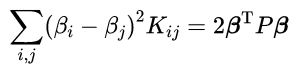 ∑_{i,j}(β_i − β_j)^2 K_{ij} = 2𝜷^T P𝜷